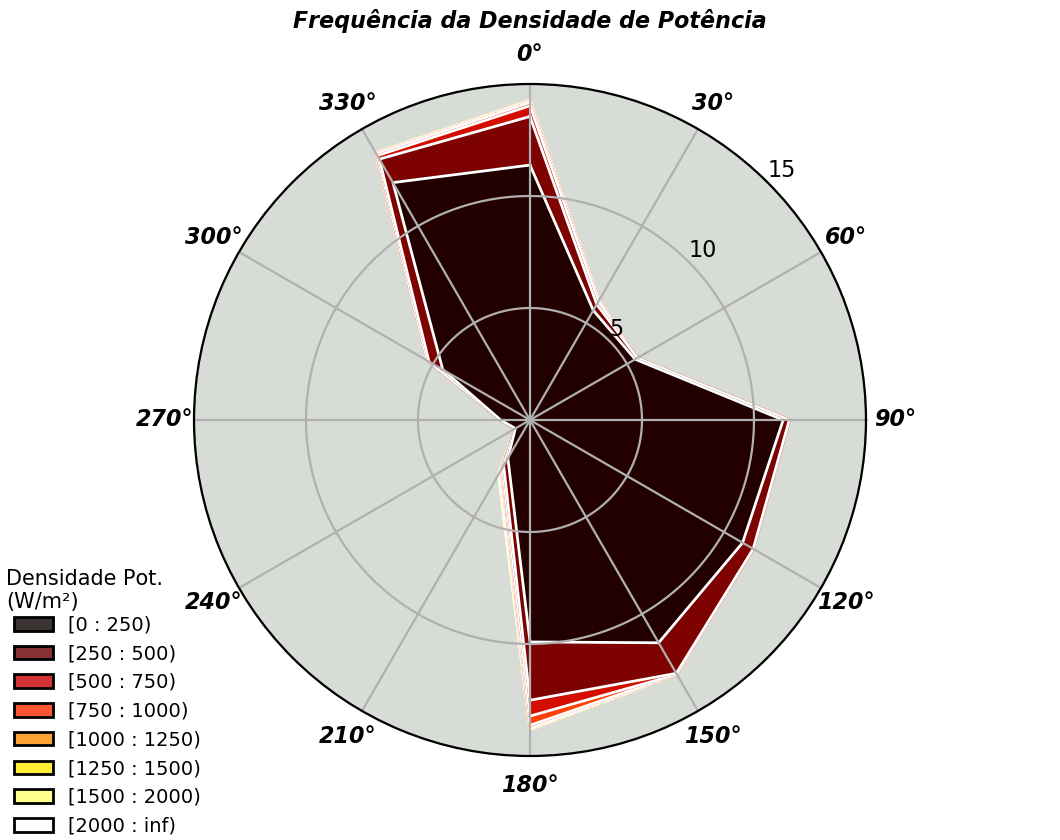 Frequência da Densidade de Potência
0°
330°
30°
15
300°
60°
10
5
270°
90°
240°
120°
210°
150°
180°
Densidade Pot.
(W/m²)
[0 : 250)
[250 : 500)
[500 : 750)
[750 : 1000)
[1000 : 1250)
[1250 : 1500)
[1500 : 2000)
[2000 : inf)